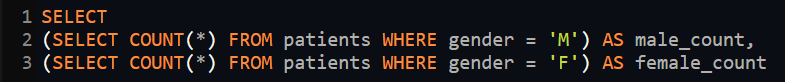 1 SELECT
2 (SELECT COUNT(*) FROM patients WHERE gender = 'M') AS male_count,
3 (SELECT COUNT(*) FROM patients WHERE gender = 'F') AS female_count